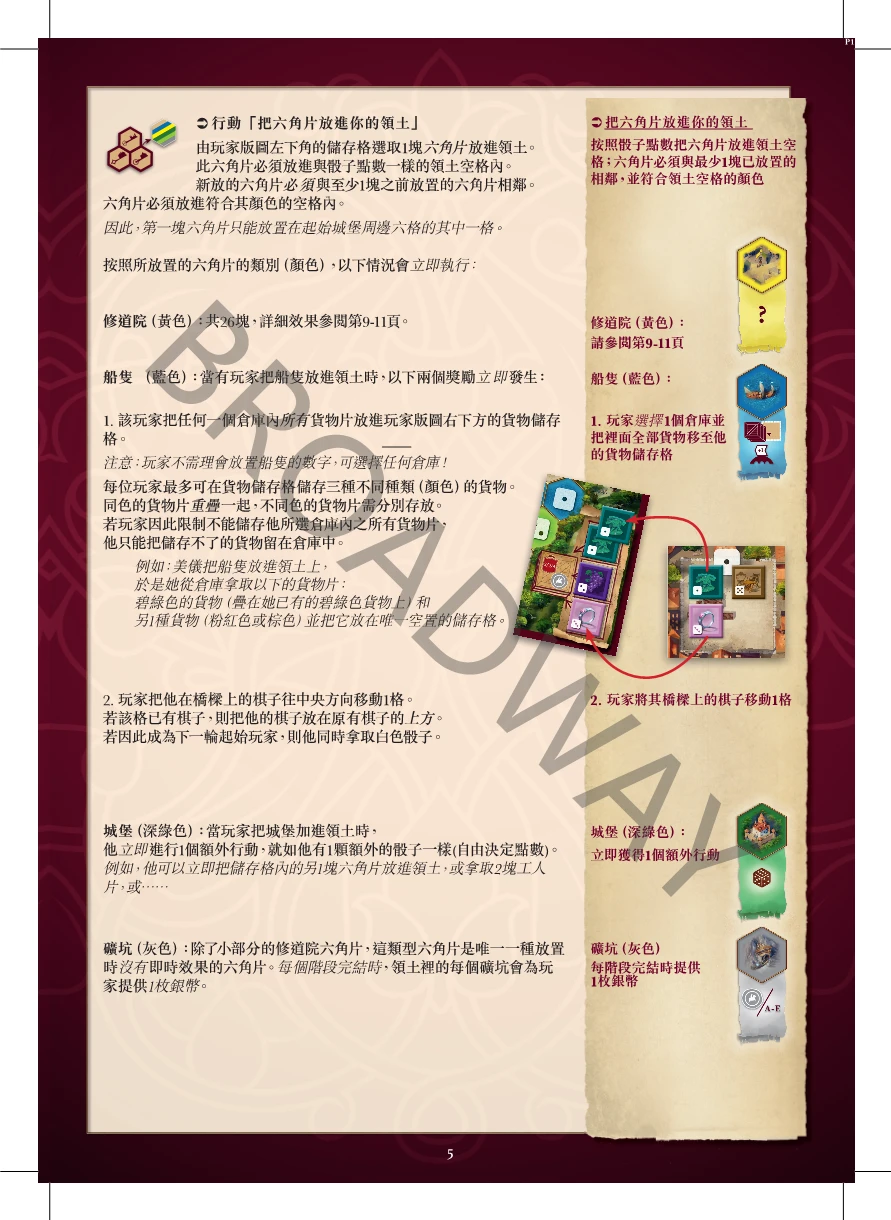 P1
➲ 行動「把六角片放進你的領土」
由玩家版圖左下角的儲存格選取1塊六角片放進領土。
此六角片必須放進與骰子點數一樣的領土空格內。
新放的六角片必須與至少1塊之前放置的六角片相鄰。
六角片必須放進符合其顏色的空格內。
因此，第一塊六角片只能放置在起始城堡周邊六格的其中一格。
按照所放置的六角片的類別（顏色），以下情況會立即執行：
修道院（黃色）：共26塊，詳細效果參閱第9-11頁。
船隻 （藍色）：當有玩家把船隻放進領土時，以下兩個獎勵立即發生：
1. 該玩家把任何一個倉庫內所有貨物片放進玩家版圖右下方的貨物儲存
格。
注意：玩家不需理會放置船隻的數字，可選擇任何倉庫！
每位玩家最多可在貨物儲存格儲存三種不同種類（顏色）的貨物。
同色的貨物片重疊一起，不同色的貨物片需分別存放。
若玩家因此限制不能儲存他所選倉庫內之所有貨物片，
他只能把儲存不了的貨物留在倉庫中。
例如：美儀把船隻放進領土上，
於是她從倉庫拿取以下的貨物片：
碧綠色的貨物（疊在她已有的碧綠色貨物上）和
另1種貨物（粉紅色或棕色）並把它放在唯一空置的儲存格。
2. 玩家把他在橋樑上的棋子往中央方向移動1格。
若該格已有棋子，則把他的棋子放在原有棋子的上方。
若因此成為下一輪起始玩家，則他同時拿取白色骰子。
城堡（深綠色）：當玩家把城堡加進領土時，
他立即進行1個額外行動，就如他有1顆額外的骰子一樣(自由決定點數)。
例如，他可以立即把儲存格內的另1塊六角片放進領土，或拿取2塊工人
片，或……
礦坑（灰色）：除了小部分的修道院六角片，這類型六角片是唯一一種放置
時沒有即時效果的六角片。每個階段完結時，領土裡的每個礦坑會為玩
家提供1枚銀幣。
➲ 把六角片放進你的領土
按照骰子點數把六角片放進領土空
格；六角片必須與最少1塊已放置的
相鄰，並符合領土空格的顏色
?
修道院（黃色）：
請參閱第9-11頁
船隻（藍色）：
1. 玩家選擇1個倉庫並
把裡面全部貨物移至他
的貨物儲存格
+1
2. 玩家將其橋樑上的棋子移動1格
城堡（深綠色）：
立即獲得1個額外行動
礦坑（灰色）
每階段完結時提供
1枚銀幣
A-E
BROADWAY
5